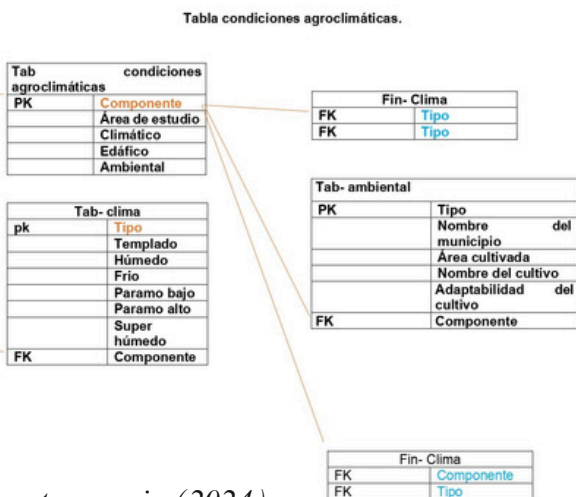 Tabla condiciones agroclimáticas.
Tab condiciones
agroclimáticas
PK Componente
Área de estudio
Climático
Edáfico
Ambiental
Tab- clima
pk Tipo
Templado
Húmedo
Frio
Paramo bajo
Paramo alto
Super
húmedo
FK Componente
Fin- Clima
FK Tipo
FK Tipo
Tab- ambiental
PK Tipo
Nombre del
municipio
Área cultivada
Nombre del cultivo
Adaptabilidad del
cultivo
FK Componente
Fin- Clima
FK Componente
FK Tipo
(2024)